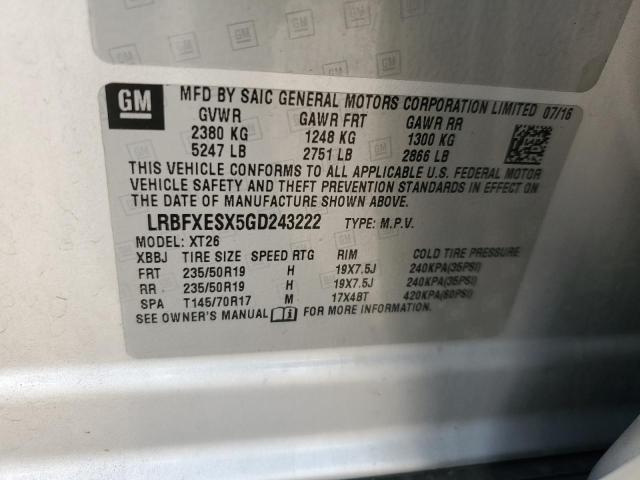 GM
MFD BY SAIC GENERAL MOTORS CORPORATION LIMITED 07/16
GVWR GAWR FRT GAWR RR
2380 KG 1248 KG 1300 KG
5247 LB 2751 LB 2866 LB
THIS VEHICLE CONFORMS TO ALL APPLICABLE U.S. FEDERAL MOTOR
VEHICLE SAFETY AND THEFT PREVENTION STANDARDS IN EFFECT ON
THE DATE OF MANUFACTURE SHOWN ABOVE.
LRBFXESX5GD243222 TYPE: M.P.V.
MODEL: XT26
XBBJ TIRE SIZE SPEED RTG RIM COLD TIRE PRESSURE
FRT 235/50R19 H 19X7.5J 240KPA(35PSI)
RR 235/50R19 H 19X7.5J 240KPA(35PSI)
SPA T145/70R17 M 17X4BT 420KPA(60PSI)
SEE OWNER'S MANUAL FOR MORE INFORMATION.